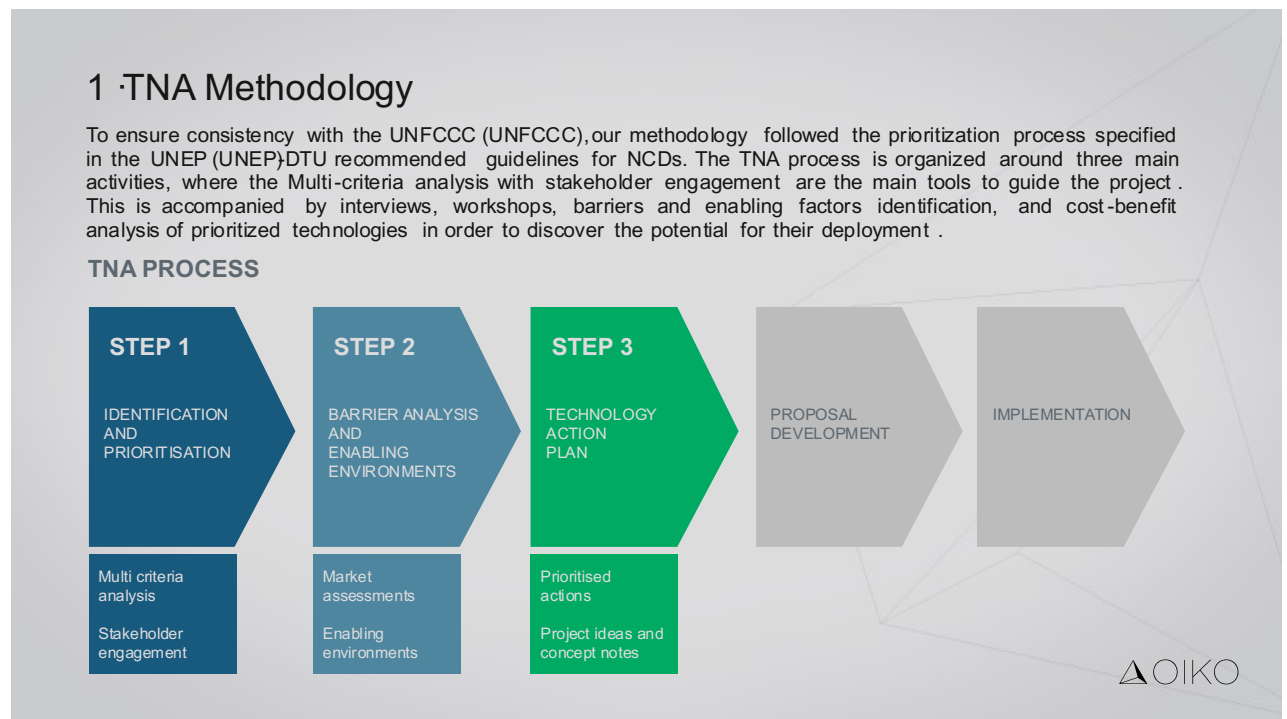 1 ·TNA Methodology
To ensure consistency with the UNFCCC (UNFCCC), our methodology followed the prioritization process specified
in the UNEP (UNEP)-DTU recommended guidelines for NCDs. The TNA process is organized around three main
activities, where the Multi-criteria analysis with stakeholder engagement are the main tools to guide the project .
This is accompanied by interviews, workshops, barriers and enabling factors identification, and cost-benefit
analysis of prioritized technologies in order to discover the potential for their deployment .
TNA PROCESS
STEP 1
IDENTIFICATION
AND
PRIORITISATION
Multi criteria
analysis
Stakeholder
engagement
STEP 2
BARRIER ANALYSIS
AND
ENABLING
ENVIRONMENTS
Market
assessments
Enabling
environments
STEP 3
TECHNOLOGY
ACTION
PLAN
Prioritised
actions
Project ideas and
concept notes
PROPOSAL
DEVELOPMENT
IMPLEMENTATION
OIKO